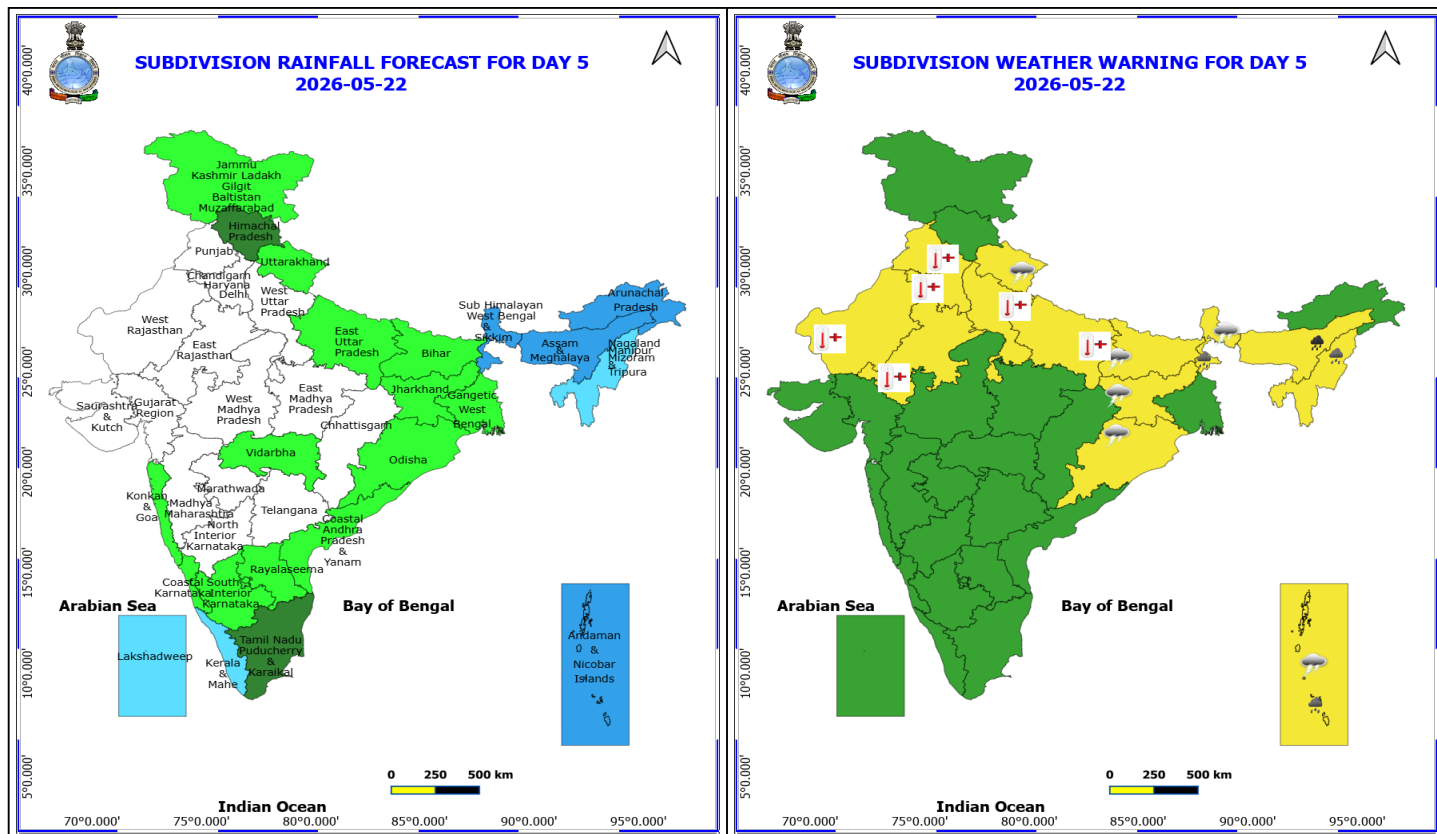 SUBDIVISION RAINFALL FORECAST FOR DAY 5
2026-05-22
40°0.000'
35°0.000'
30°0.000'
25°0.000'
20°0.000'
15°0.000'
10°0.000'
5°0.000'
Jammu
Kashmir Ladakh
Gilgit
Baltistan
Muzaffarabad
Himachal
Pradesh
Punjab
Uttarakhand
Chandigarh
Haryana
Delhi
West
Uttar
Pradesh
West
Rajasthan
East
Rajasthan
East
Uttar
Pradesh
Bihar
Sub Himalayan
West Bengal
&
Sikkim
Arunachal
Pradesh
Assam
&
Meghalaya
Nagaland
Manipur
Mizoram
&
Tripura
Jharkhand
Gangetic
West
Bengal
Saurashtra
&
Kutch
Gujarat
Region
West
Madhya
Pradesh
East
Madhya
Pradesh
Chhattisgarh
Vidarbha
Odisha
Konkan
&
Goa
Marathwada
Madhya
Maharashtra
North
Interior
Karnataka
Telangana
Coastal
Andhra
Pradesh
&
Yanam
Rayalaseema
Coastal
Karnataka
South
Interior
Karnataka
Arabian Sea
Bay of Bengal
Lakshadweep
Kerala
&
Mahe
Tamil Nadu
Puducherry
&
Karaikal
Andaman
&
Nicobar
Islands
0 250 500 km
Indian Ocean
70°0.000' 75°0.000' 80°0.000' 85°0.000' 90°0.000' 95°0.000'
SUBDIVISION WEATHER WARNING FOR DAY 5
2026-05-22
40°0.000'
35°0.000'
30°0.000'
25°0.000'
20°0.000'
15°0.000'
10°0.000'
5°0.000'
Arabian Sea
Bay of Bengal
0 250 500 km
Indian Ocean
70°0.000' 75°0.000' 80°0.000' 85°0.000' 90°0.000' 95°0.000'